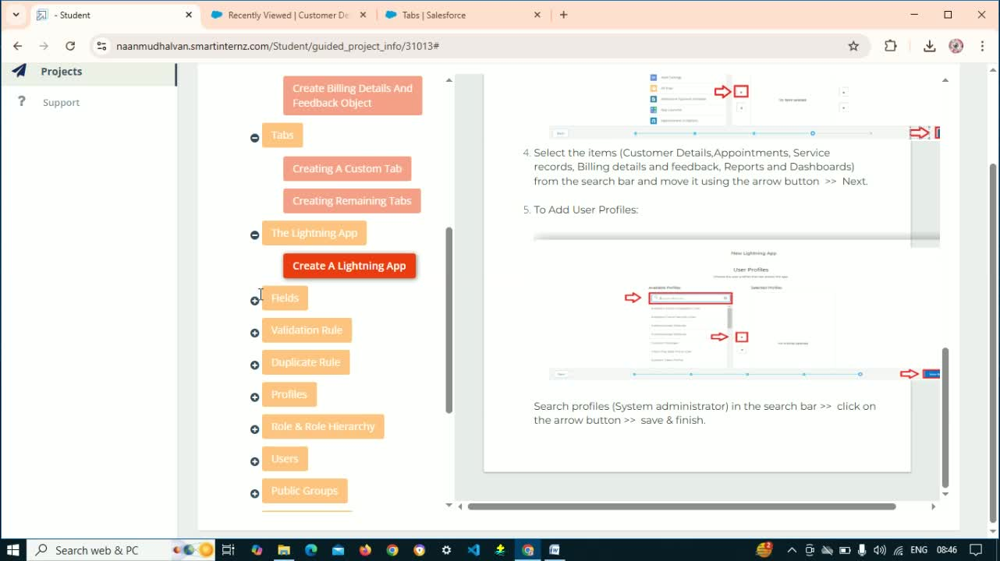 - Student
Recently Viewed | Customer De
Tabs | Salesforce
naanmudhalvan.smartinternz.com/Student/guided_project_info/31013#
Projects
Support
Create Billing Details And
Feedback Object
Tabs
Creating A Custom Tab
Creating Remaining Tabs
The Lightning App
Create A Lightning App
Fields
Validation Rule
Duplicate Rule
Profiles
Role & Role Hierarchy
Users
Public Groups
4. Select the items (Customer Details,Appointments, Service
records, Billing details and feedback, Reports and Dashboards)
from the search bar and move it using the arrow button >> Next.
5. To Add User Profiles:
New Lightning App
User Profiles
Available Profiles
Selected Profiles
Search profiles (System administrator) in the search bar >> click on
the arrow button >> save & finish.
Search web & PC
2
ENG
08:46